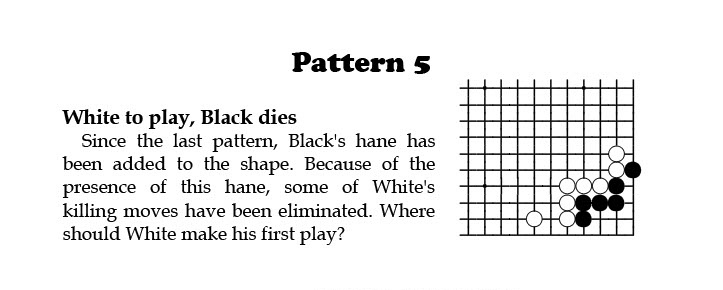 Pattern 5
White to play, Black dies
Since the last pattern, Black's hane has
been added to the shape. Because of the
presence of this hane, some of White's
killing moves have been eliminated. Where
should White make his first play?